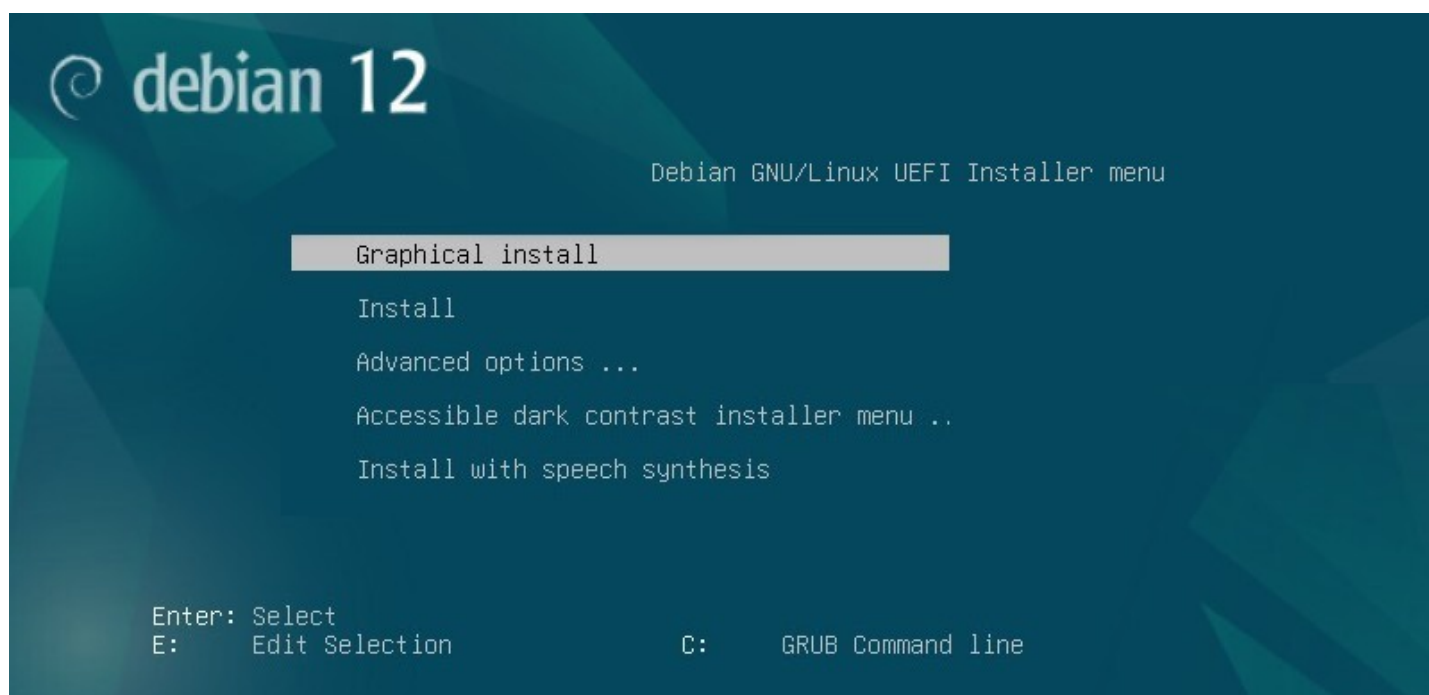 debian 12
Debian GNU/Linux UEFI Installer menu
Graphical install
Install
Advanced options ...
Accessible dark contrast installer menu ..
Install with speech synthesis
Enter: Select
E: Edit Selection C: GRUB Command line